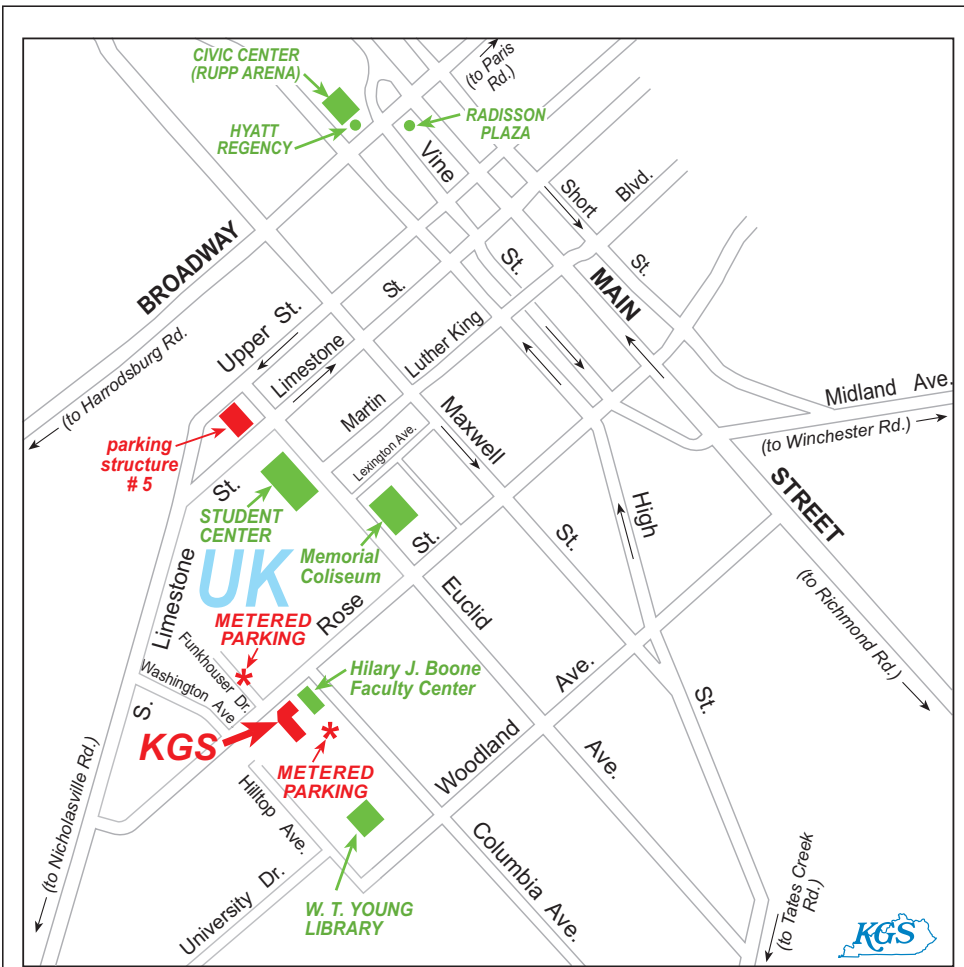 CIVIC CENTER
(RUPP ARENA)
(to Paris
Rd.)
HYATT
REGENCY
RADISSON
PLAZA
Vine
St.
Short
St.
Blvd.
BROADWAY
MAIN
STREET
(to Harrodsburg Rd.)
Upper St.
Limestone
St.
Martin
Luther King
Lexington Ave.
Maxwell
St.
Midland Ave.
(to Winchester Rd.)
parking
structure
# 5
STUDENT
CENTER
Memorial
Coliseum
UK
METERED
PARKING
*
S.
Limestone
St.
Rose
St.
Euclid
Ave.
High
St.
(to Richmond Rd.)
Funkhouser Dr.
Washington Ave
Hilary J. Boone
Faculty Center
KGS
*
METERED
PARKING
Woodland
Ave.
Hilltop Ave.
University Dr.
W. T. YOUNG
LIBRARY
Columbia Ave.
(to Nicholasville Rd.)
(to Tates Creek
Rd.)
KGS